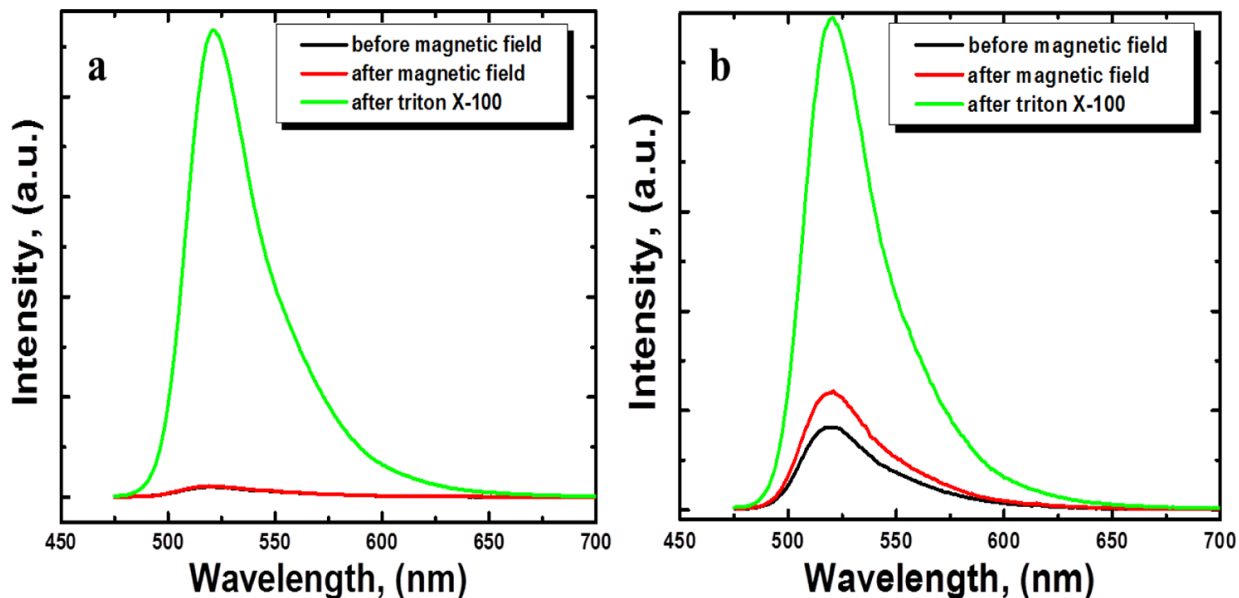 a
before magnetic field
after magnetic field
after triton X-100
Intensity, (a.u.)
450 500 550 600 650 700
Wavelength, (nm)
b
before magnetic field
after magnetic field
after triton X-100
Intensity, (a.u.)
450 500 550 600 650 700
Wavelength, (nm)